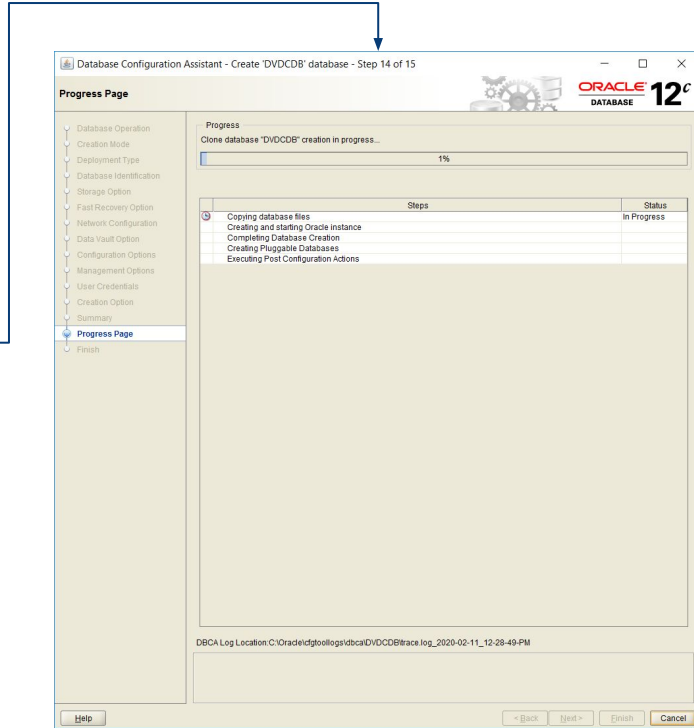 Database Configuration Assistant - Create 'DVDCDB' database - Step 14 of 15
Progress Page
ORACLE
DATABASE
12c
Database Operation
Creation Mode
Deployment Type
Database Identification
Storage Option
Fast Recovery Option
Network Configuration
Data Vault Option
Configuration Options
Management Options
User Credentials
Creation Option
Summary
Progress Page
Finish
Progress
Clone database "DVDCDB" creation in progress...
1%
Steps Status
Copying database files In Progress
Creating and starting Oracle instance
Completing Database Creation
Creating Pluggable Databases
Executing Post Configuration Actions
DBCA Log Location:C:\Oracle\cfgtoollogs\dbca\DVDCDB\trace.log_2020-02-11_12-28-49-PM
Help < Back Next > Finish Cancel